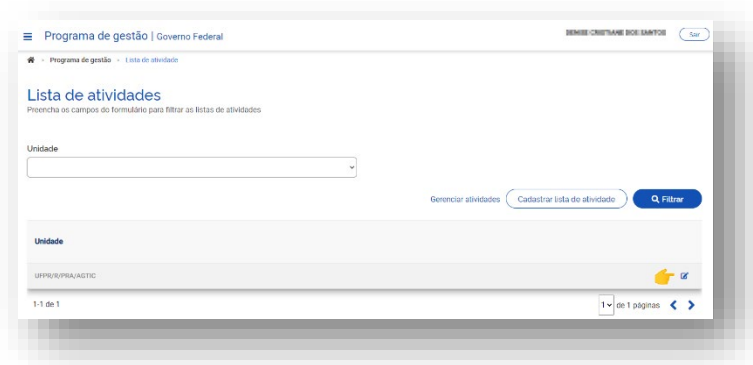 Programa de gestão | Governo Federal
Sair
Programa de gestão Lista de atividade
Lista de atividades
Preencha os campos do formulário para filtrar as listas de atividades
Unidade
Gerenciar atividades Cadastrar lista de atividade Filtrar
Unidade
UFPR/R/PRA/AGTIC
1-1 de 1
1 de 1 páginas